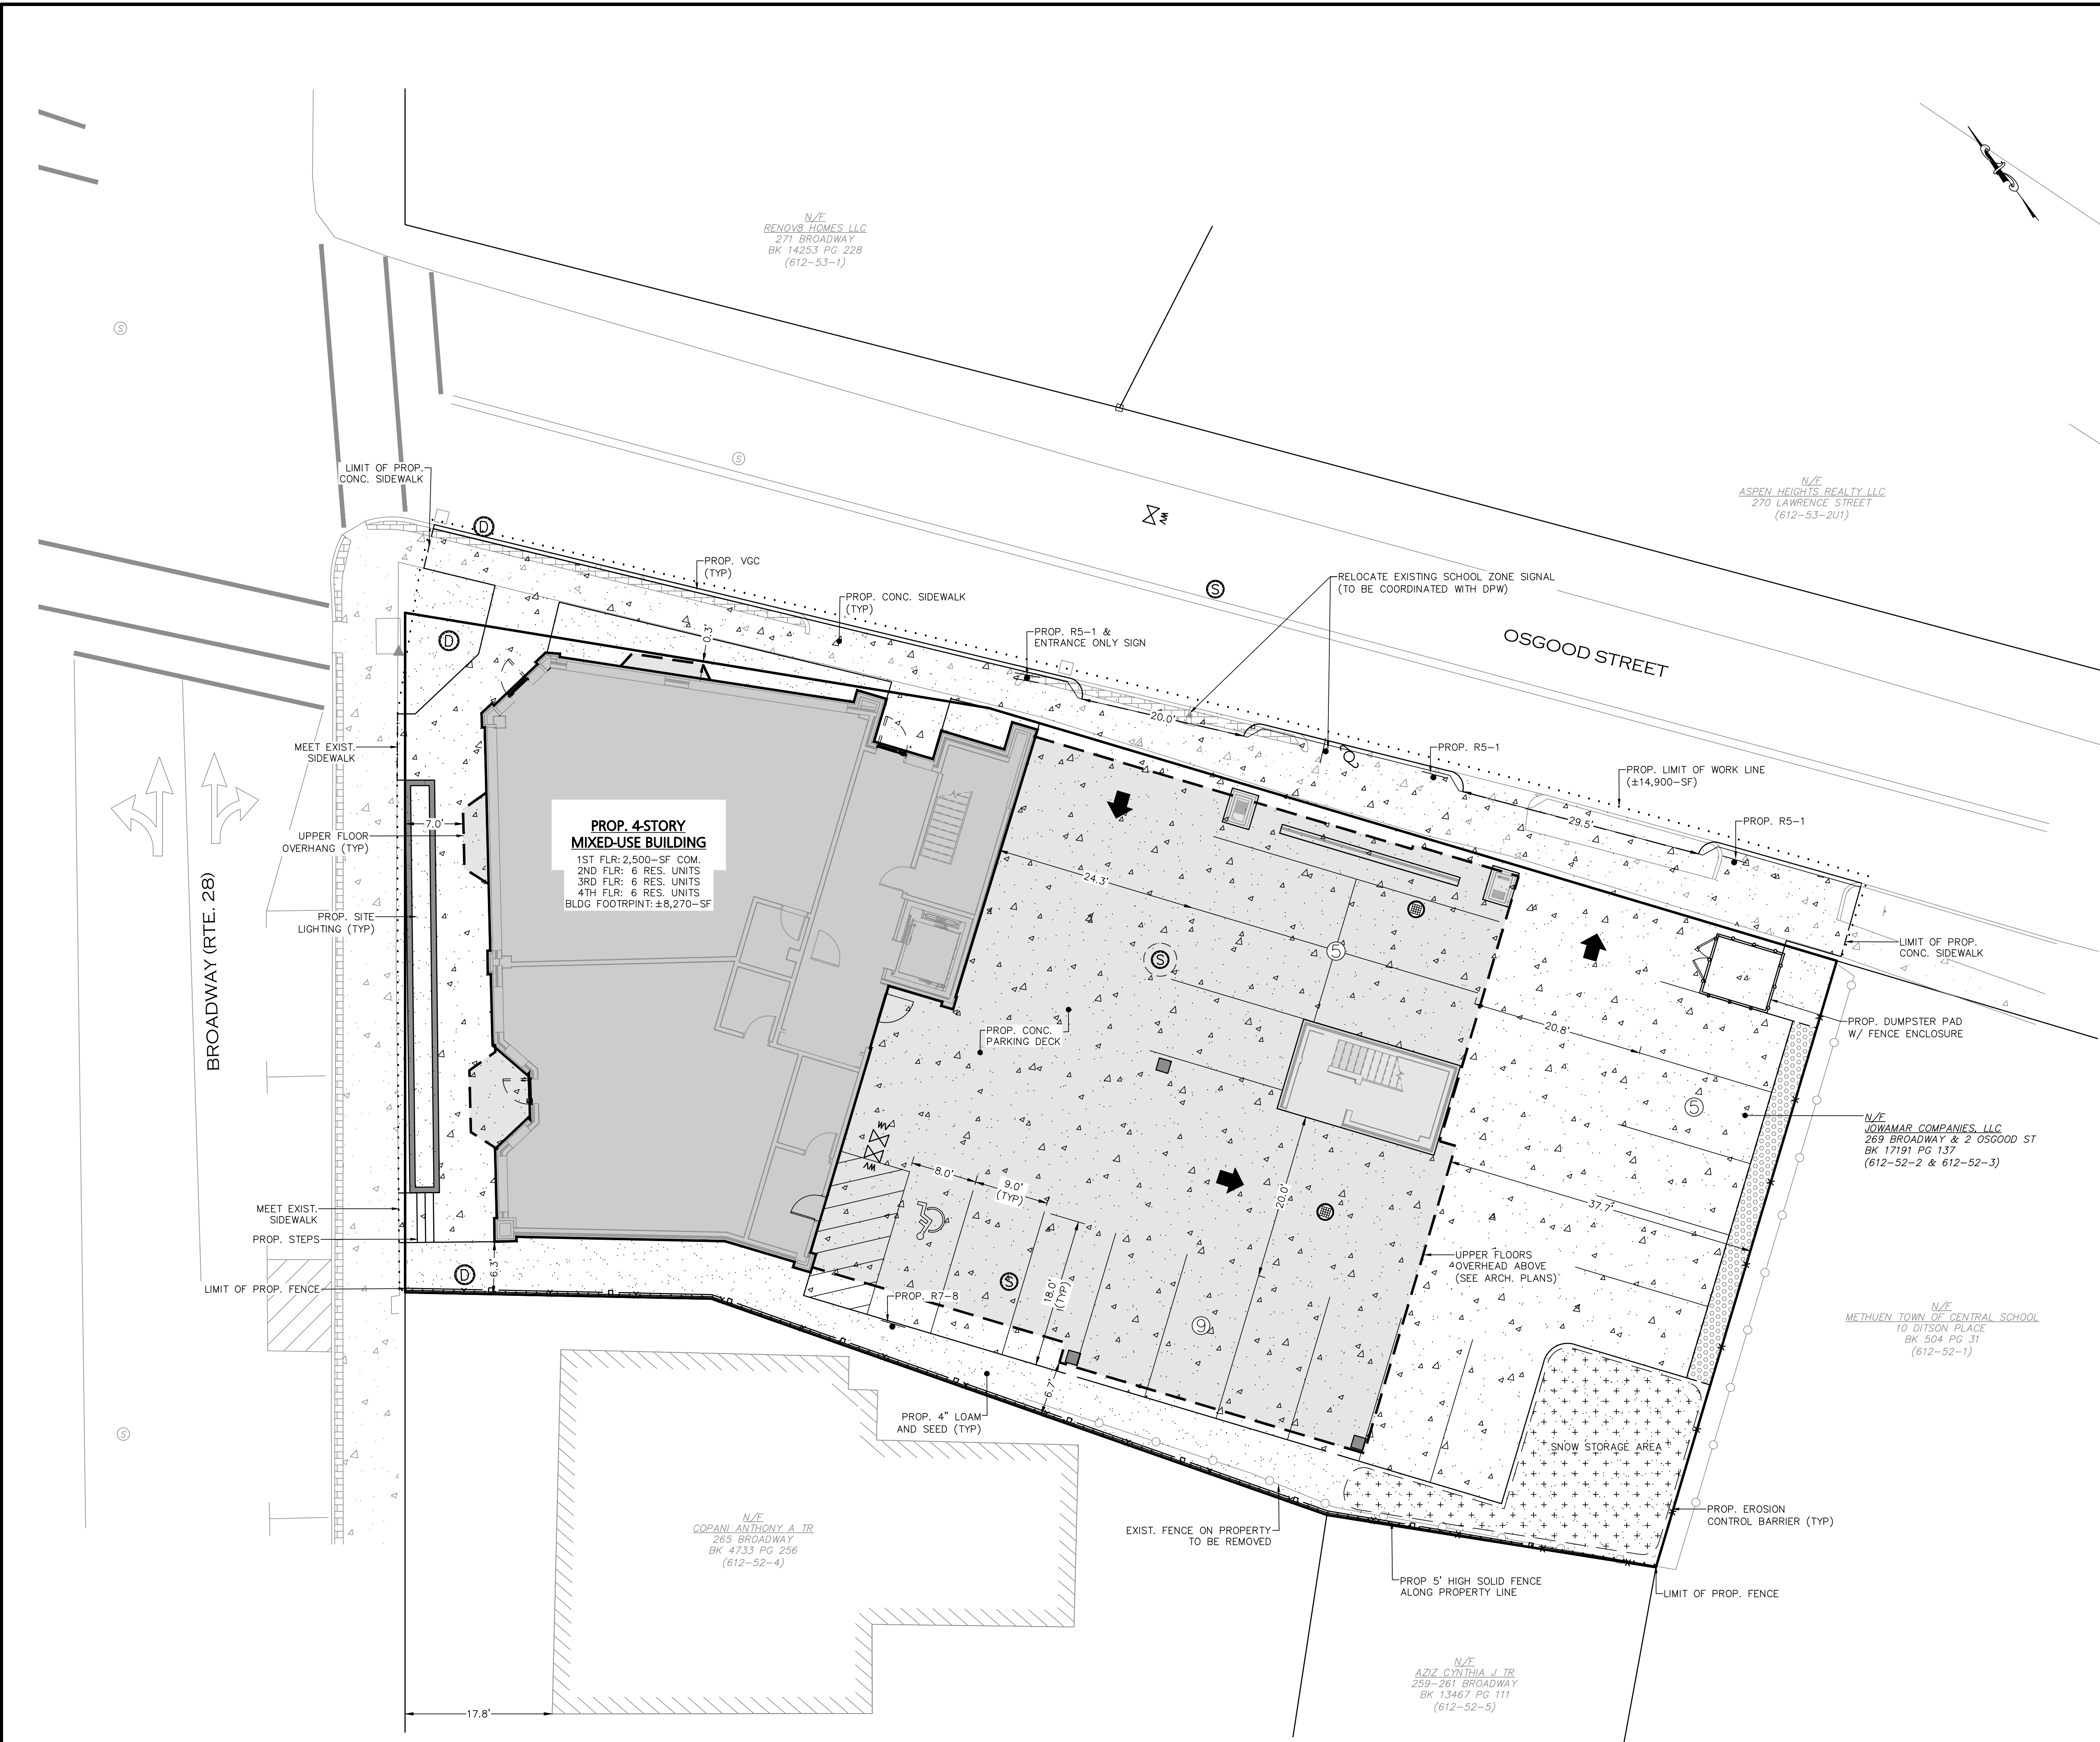 N/F
RENOV8 HOMES LLC
271 BROADWAY
BK 14253 PG 228
(612-53-1)
S
S
LIMIT OF PROP.
CONC. SIDEWALK
D
N/F
ASPEN HEIGHTS REALTY LLC
270 LAWRENCE STREET
(612-53-2U1)
PROP. VGC
(TYP)
PROP. CONC. SIDEWALK
(TYP)
RELOCATE EXISTING SCHOOL ZONE SIGNAL
(TO BE COORDINATED WITH DPW)
S
OSGOOD STREET
D
0.3'
PROP. R5-1 &
ENTRANCE ONLY SIGN
20.0'
PROP. R5-1
PROP. LIMIT OF WORK LINE
(±14,900-SF)
29.5'
PROP. R5-1
MEET EXIST.
SIDEWALK
UPPER FLOOR
OVERHANG (TYP)
7.0'
PROP. 4-STORY
MIXED-USE BUILDING
1ST FLR: 2,500-SF COM.
2ND FLR: 6 RES. UNITS
3RD FLR: 6 RES. UNITS
4TH FLR: 6 RES. UNITS
BLDG FOOTRPINT: ±8,270-SF
24.3'
PROP. SITE
LIGHTING (TYP)
BROADWAY (RTE. 28)
S
5
LIMIT OF PROP.
CONC. SIDEWALK
PROP. CONC.
PARKING DECK
20.8'
PROP. DUMPSTER PAD
W/ FENCE ENCLOSURE
5
N/F
JOWAMAR COMPANIES, LLC
269 BROADWAY & 2 OSGOOD ST
BK 17191 PG 137
(612-52-2 & 612-52-3)
8.0'
9.0'
(TYP)
20.0'
37.7'
MEET EXIST.
SIDEWALK
PROP. STEPS
LIMIT OF PROP. FENCE
D
6.3'
S
18.0'
(TYP)
PROP. R7-8
UPPER FLOORS
OVERHEAD ABOVE
(SEE ARCH. PLANS)
9
N/F
METHUEN TOWN OF CENTRAL SCHOOL
10 DITSON PLACE
BK 504 PG 31
(612-52-1)
6.7'
PROP. 4" LOAM
AND SEED (TYP)
S
SNOW STORAGE AREA
PROP. EROSION
CONTROL BARRIER (TYP)
EXIST. FENCE ON PROPERTY
TO BE REMOVED
N/F
COPANI ANTHONY A TR
265 BROADWAY
BK 4733 PG 256
(612-52-4)
PROP 5' HIGH SOLID FENCE
ALONG PROPERTY LINE
LIMIT OF PROP. FENCE
N/F
AZIZ CYNTHIA J TR
259-261 BROADWAY
BK 13467 PG 111
(612-52-5)
17.8'